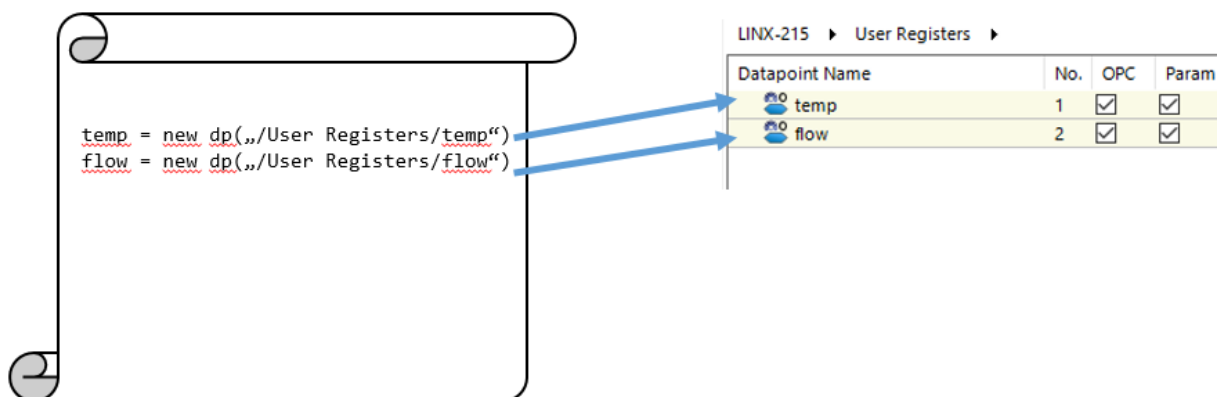 temp = new dp(„/User Registers/temp“)
flow = new dp(„/User Registers/flow“)
LINX-215 ▸ User Registers ▸
Datapoint Name No. OPC Param
temp 1
flow 2